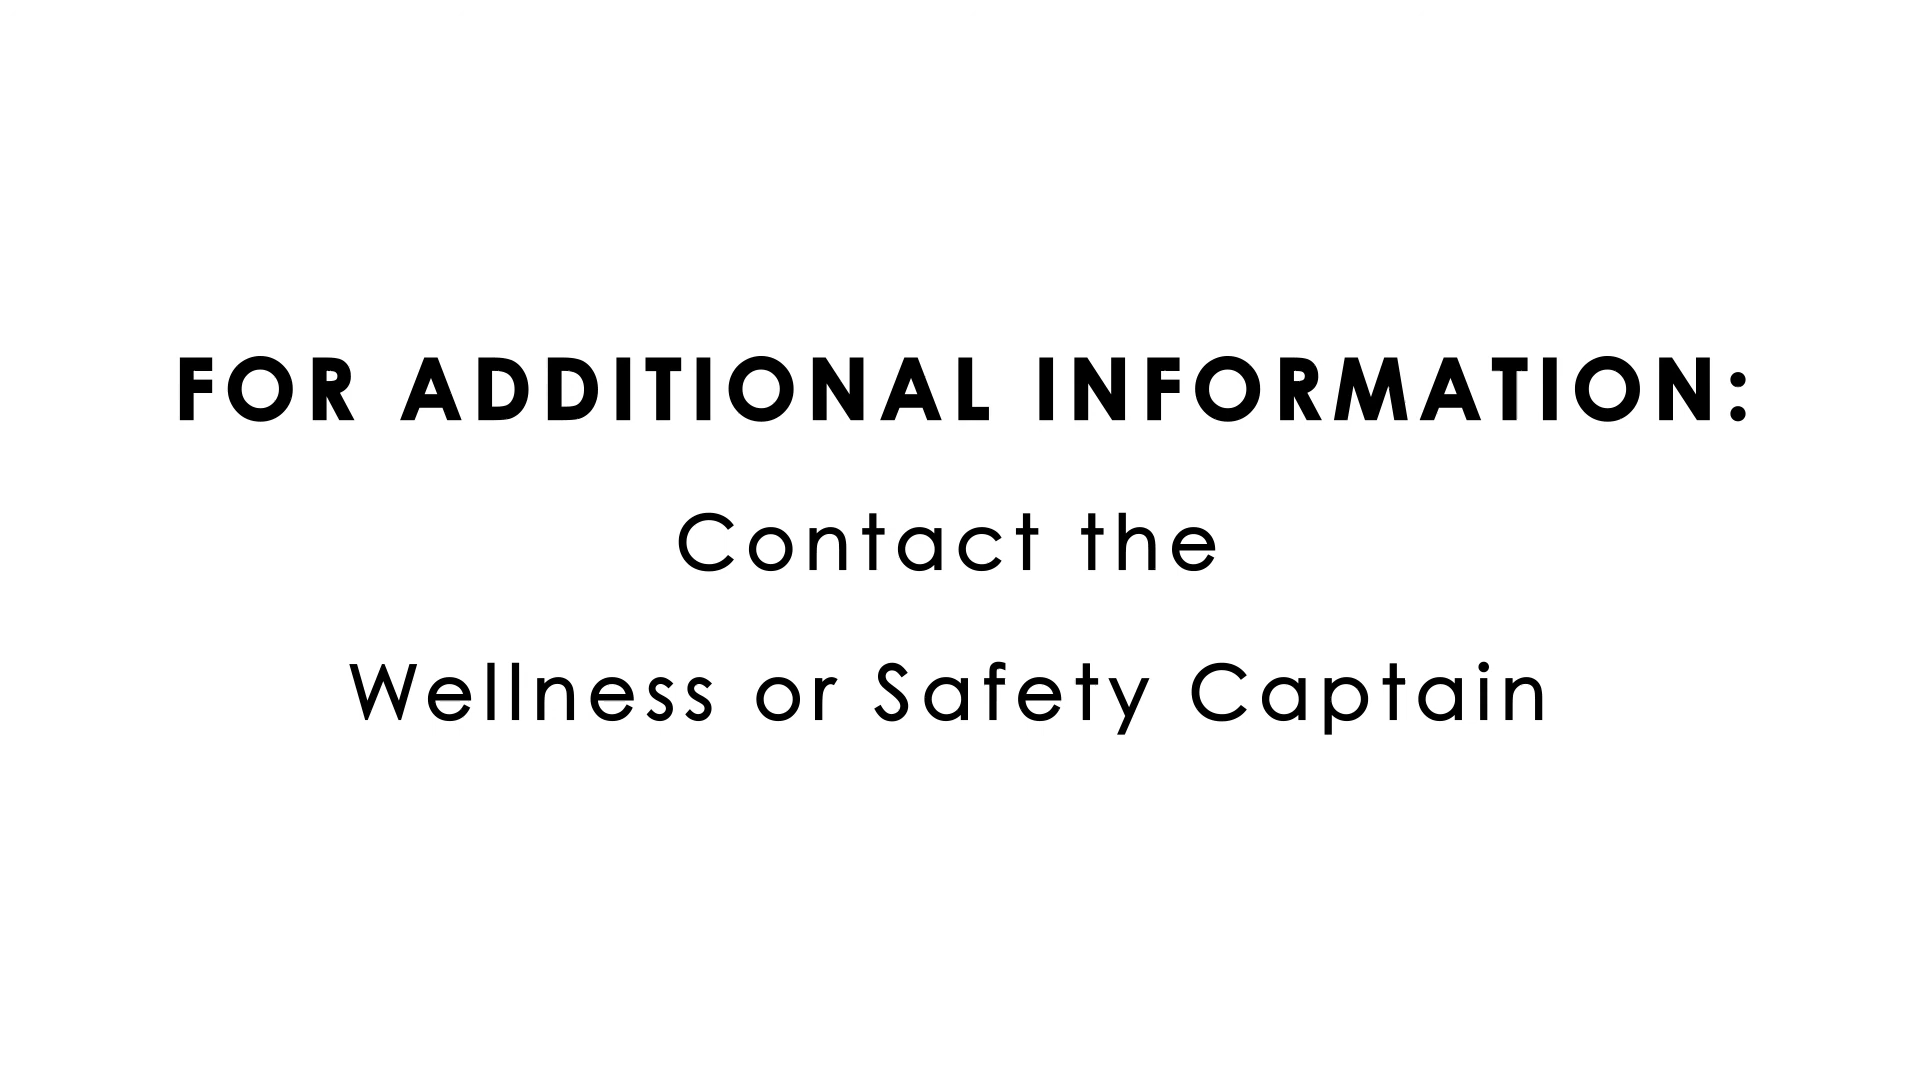 FOR ADDITIONAL INFORMATION:
Contact the
Wellness or Safety Captain